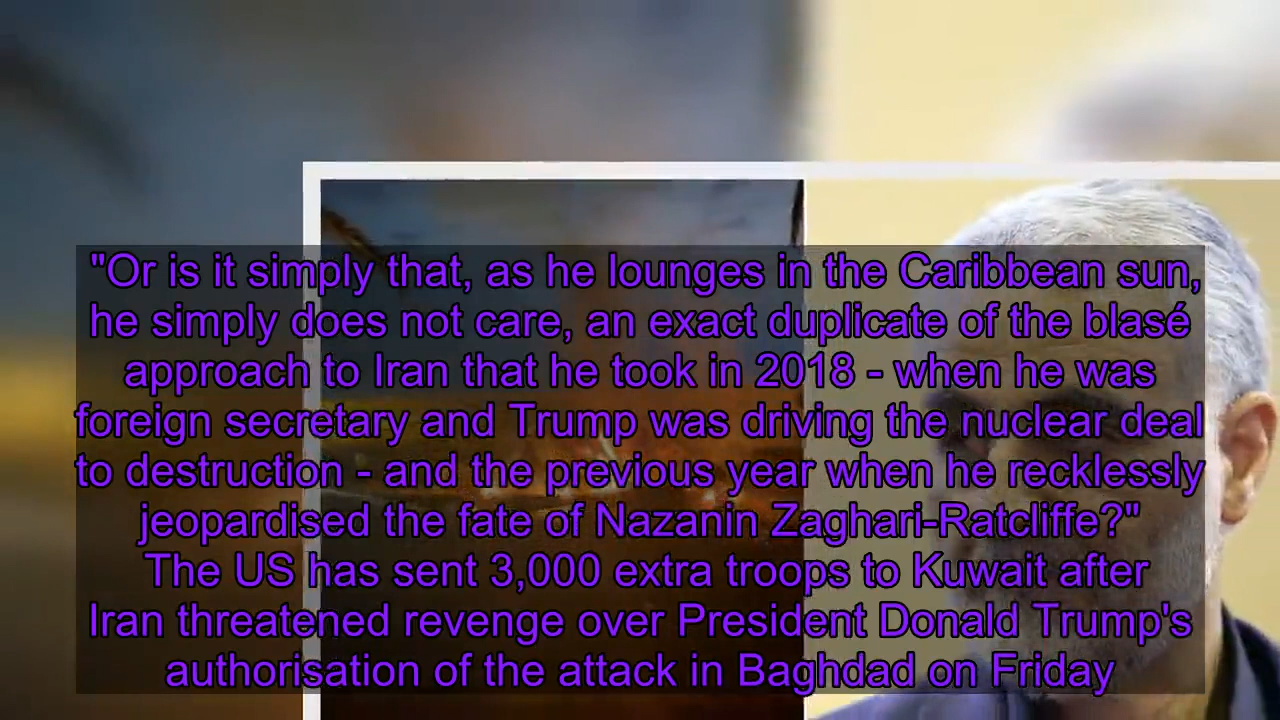 "Or is it simply that, as he lounges in the Caribbean sun,
he simply does not care, an exact duplicate of the blasé
approach to Iran that he took in 2018 - when he was
foreign secretary and Trump was driving the nuclear deal
to destruction - and the previous year when he recklessly
jeopardised the fate of Nazanin Zaghari-Ratcliffe?"
The US has sent 3,000 extra troops to Kuwait after
Iran threatened revenge over President Donald Trump's
authorisation of the attack in Baghdad on Friday